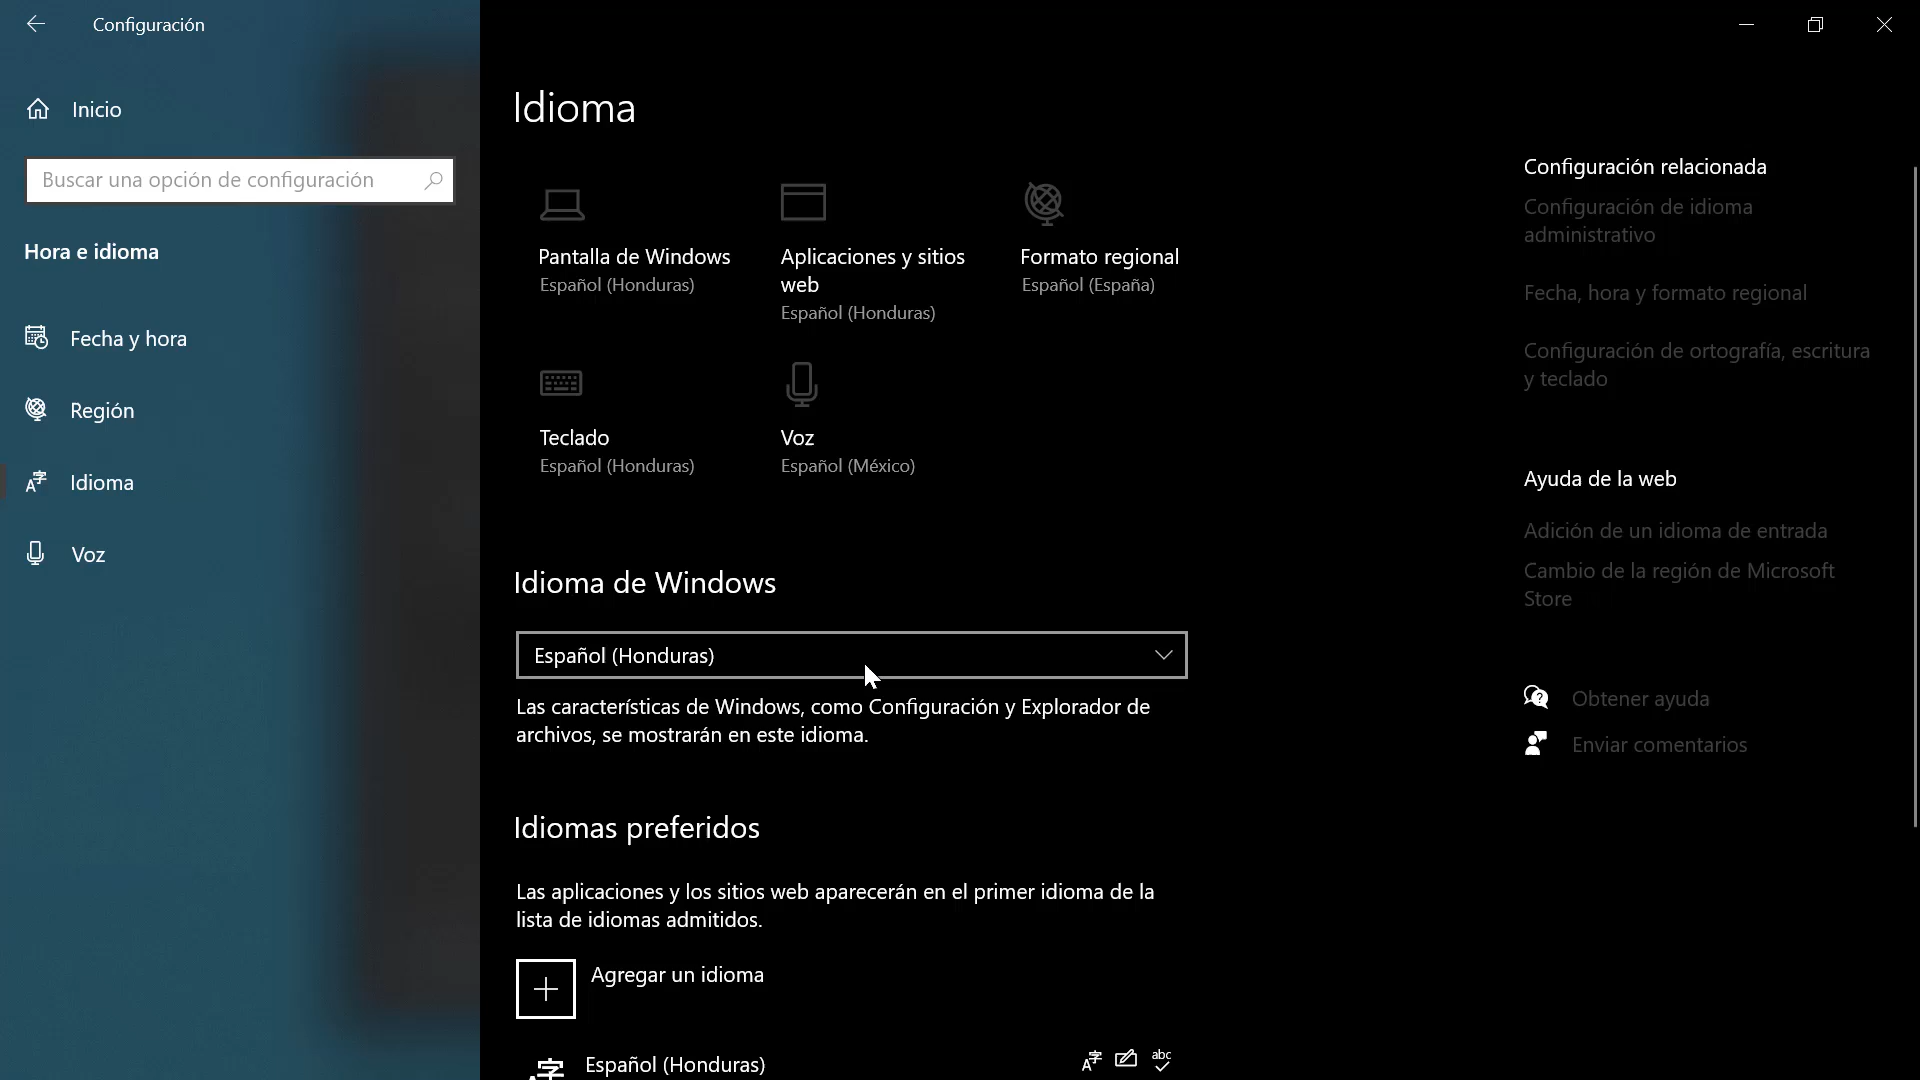 Configuración
Inicio
Buscar una opción de configuración
Hora e idioma
Fecha y hora
Región
Idioma
Voz
Idioma
Pantalla de Windows
Español (Honduras)
Aplicaciones y sitios
web
Español (Honduras)
Formato regional
Español (España)
Teclado
Español (Honduras)
Voz
Español (México)
Idioma de Windows
Español (Honduras)
Las características de Windows, como Configuración y Explorador de
archivos, se mostrarán en este idioma.
Idiomas preferidos
Las aplicaciones y los sitios web aparecerán en el primer idioma de la
lista de idiomas admitidos.
Agregar un idioma
Español (Honduras)
abc
Configuración relacionada
Configuración de idioma
administrativo
Fecha, hora y formato regional
Configuración de ortografía, escritura
y teclado
Ayuda de la web
Adición de un idioma de entrada
Cambio de la región de Microsoft
Store
Obtener ayuda
Enviar comentarios